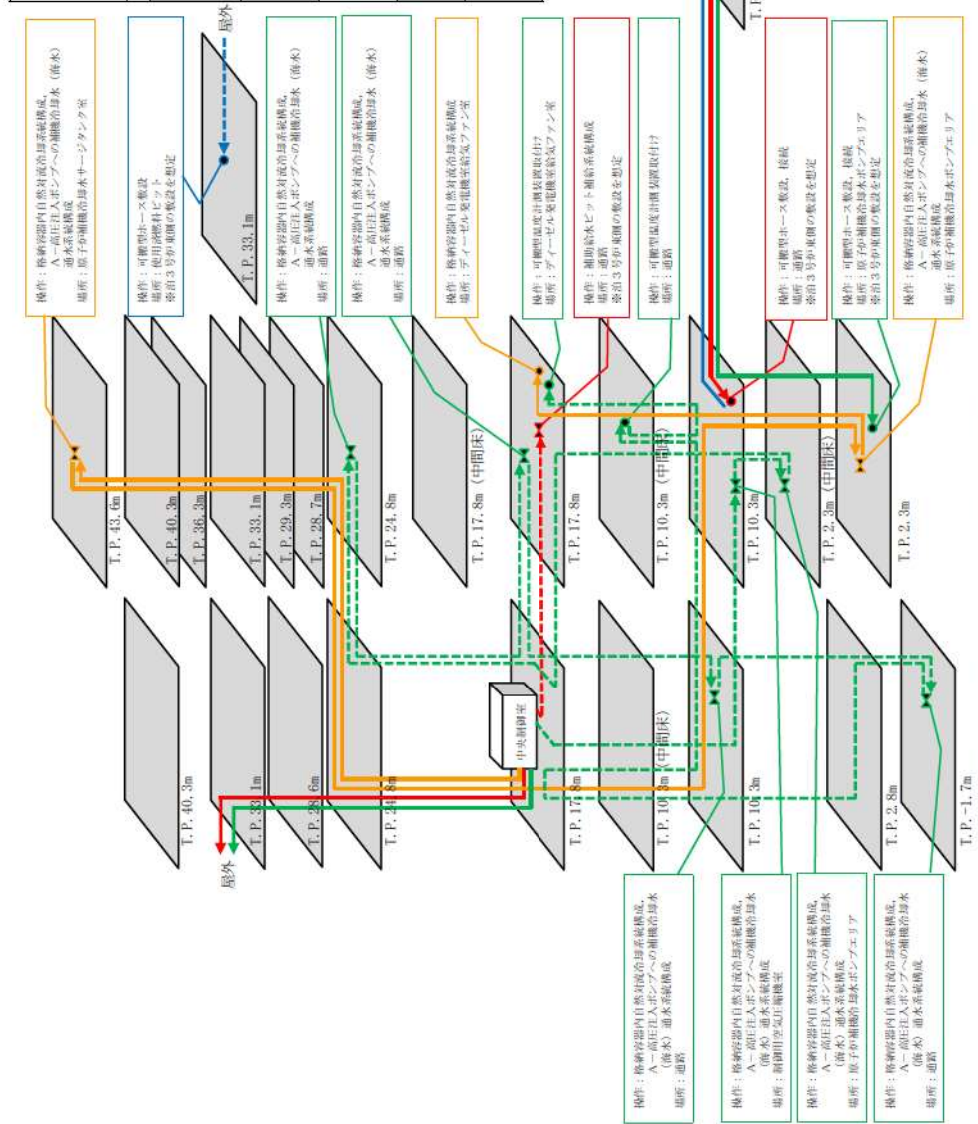 屋外
操作：格納容器内自然対流冷却系統構成，
A－高圧注入ポンプへの補機冷却水（海水）
通水系統構成
場所：原子炉補機冷却水サージタンク室
操作：可搬型ホース敷設
場所：使用済燃料ピット
※泊3号炉東側の敷設を想定
操作：格納容器内自然対流冷却系統構成，
A－高圧注入ポンプへの補機冷却水（海水）
通水系統構成
場所：通路
操作：格納容器内自然対流冷却系統構成，
A－高圧注入ポンプへの補機冷却水（海水）
通水系統構成
場所：通路
操作：格納容器内自然対流冷却系統構成
場所：ディーゼル発電機室給気ファン室
操作：可搬型温度計測装置取付け
場所：ディーゼル発電機室給気ファン室
操作：補助給水ピット補給系統構成
場所：通路
※泊3号炉東側の敷設を想定
操作：可搬型温度計測装置取付け
場所：通路
操作：可搬型ホース敷設，接続
場所：通路
※泊3号炉東側の敷設を想定
操作：可搬型ホース敷設，接続
場所：原子炉補機冷却水ポンプエリア
※泊3号炉東側の敷設を想定
操作：格納容器内自然対流冷却系統構成，
A－高圧注入ポンプへの補機冷却水（海水）
通水系統構成
場所：原子炉補機冷却水ポンプエリア
T.P.33.1m
T.P.43.6m
T.P.40.3m
T.P.36.3m
T.P.33.1m
T.P.29.3m
T.P.28.7m
T.P.24.8m
T.P.17.8m（中間床）
T.P.17.8m
T.P.10.3m（中間床）
T.P.10.3m
T.P.2.3m（中間床）
T.P.2.3m
T.P.40.3m
T.P.33.1m
T.P.28.6m
T.P.24.8m
中央制御室
T.P.17.8m
T.P.10.3m（中間床）
T.P.10.3m
T.P.2.8m
T.P.-1.7m
屋外
操作：格納容器内自然対流冷却系統構成，
A－高圧注入ポンプへの補機冷却水
（海水）通水系統構成
場所：通路
操作：格納容器内自然対流冷却系統構成，
A－高圧注入ポンプへの補機冷却水
（海水）通水系統構成
場所：制御用空気圧縮機室
操作：格納容器内自然対流冷却系統構成，
A－高圧注入ポンプへの補機冷却水
（海水）通水系統構成
場所：原子炉補機冷却水ポンプエリア
操作：格納容器内自然対流冷却系統構成，
A－高圧注入ポンプへの補機冷却水
（海水）通水系統構成
場所：通路